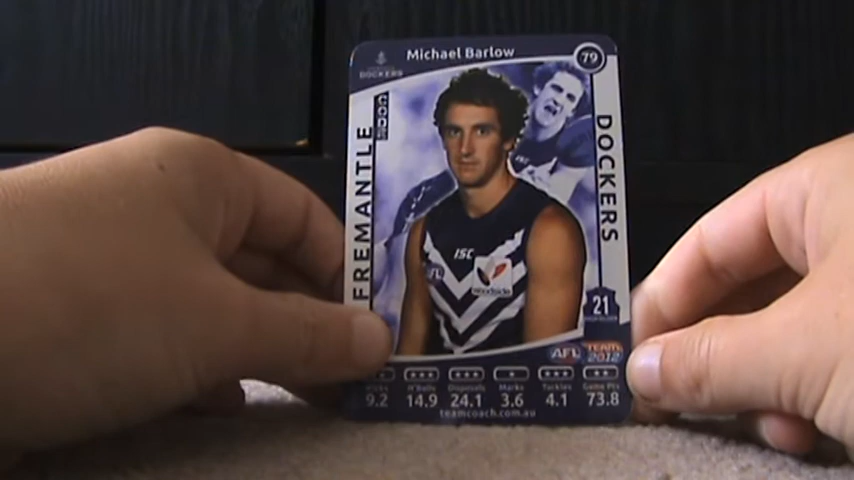 Michael Barlow
79
DOCKERS
FREMANTLE
DOCKERS
ISC
woodside
21
AFL TEAM 2012
H'Balls Disposals Marks Tackles Game Pts
9.2 14.9 24.1 3.6 4.1 73.8
teamcoach.com.au